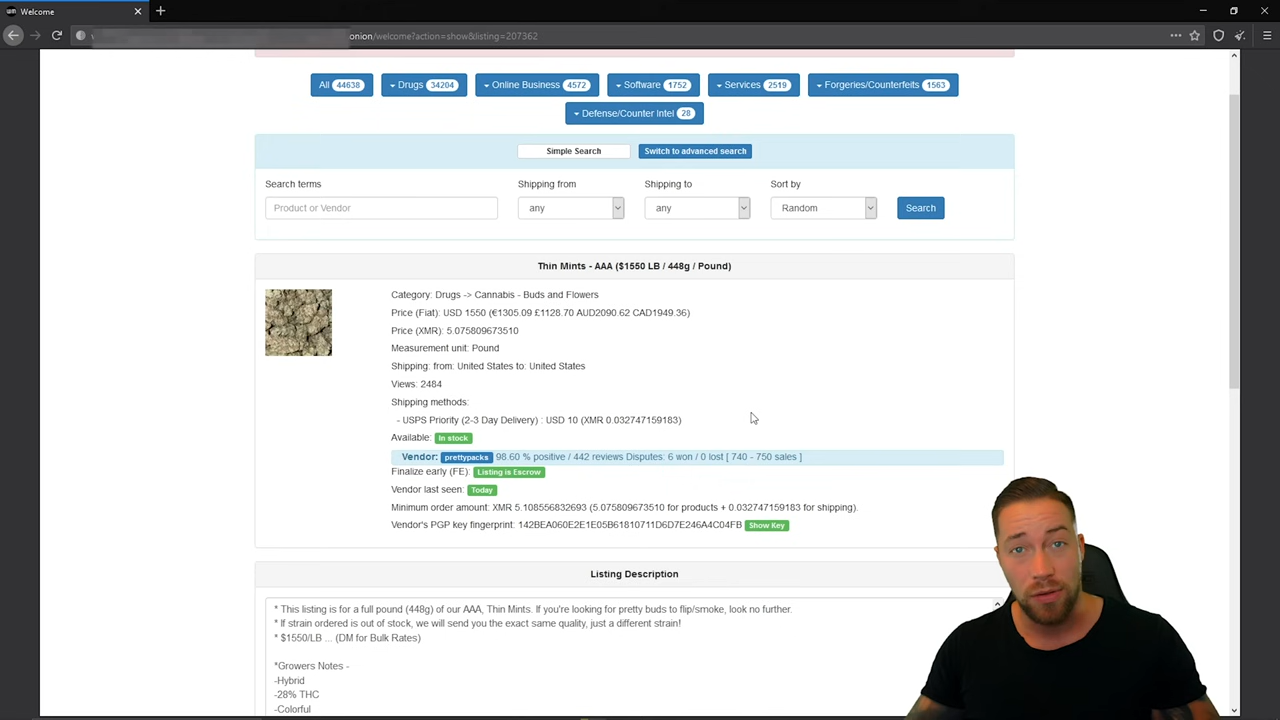 Welcome
onion/welcome?action=show&listing=207362
All 44638 Drugs 34204 Online Business 4572 Software 1752 Services 2519 Forgeries/Counterfeits 1563
Defense/Counter Intel 28
Simple Search Switch to advanced search
Search terms Shipping from Shipping to Sort by
Product or Vendor any any Random Search
Thin Mints - AAA ($1550 LB / 448g / Pound)
Category: Drugs -> Cannabis - Buds and Flowers
Price (Fiat): USD 1550 (€1305.09 £1128.70 AUD2090.62 CAD1949.36)
Price (XMR): 5.075809673510
Measurement unit: Pound
Shipping: from: United States to: United States
Views: 2484
Shipping methods:
- USPS Priority (2-3 Day Delivery) : USD 10 (XMR 0.032747159183)
Available: In stock
Vendor: prettypacks 98.60 % positive / 442 reviews Disputes: 6 won / 0 lost [ 740 - 750 sales ]
Finalize early (FE): Listing is Escrow
Vendor last seen: Today
Minimum order amount: XMR 5.108556832693 (5.075809673510 for products + 0.032747159183 for shipping).
Vendor's PGP key fingerprint: 142BEA060E2E1E05B61810711D6D7E246A4C04FB Show Key
Listing Description
* This listing is for a full pound (448g) of our AAA, Thin Mints. If you're looking for pretty buds to flip/smoke, look no further.
* If strain ordered is out of stock, we will send you the exact same quality, just a different strain!
* $1550/LB ... (DM for Bulk Rates)
*Growers Notes -
-Hybrid
-28% THC
-Colorful